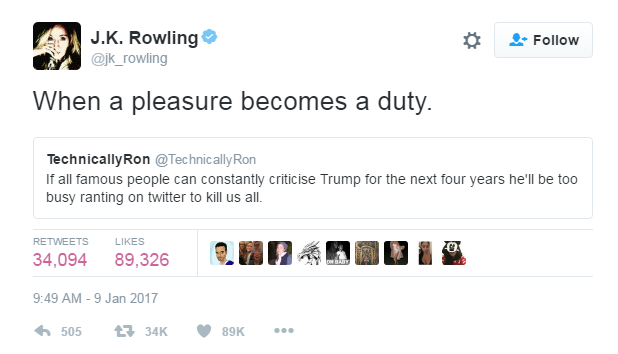 J.K. Rowling
@jk_rowling
Follow
When a pleasure becomes a duty.
TechnicallyRon @TechnicallyRon
If all famous people can constantly criticise Trump for the next four years he'll be too
busy ranting on twitter to kill us all.
RETWEETS LIKES
34,094 89,326
ON BABY
9:49 AM - 9 Jan 2017
505 34K 89K